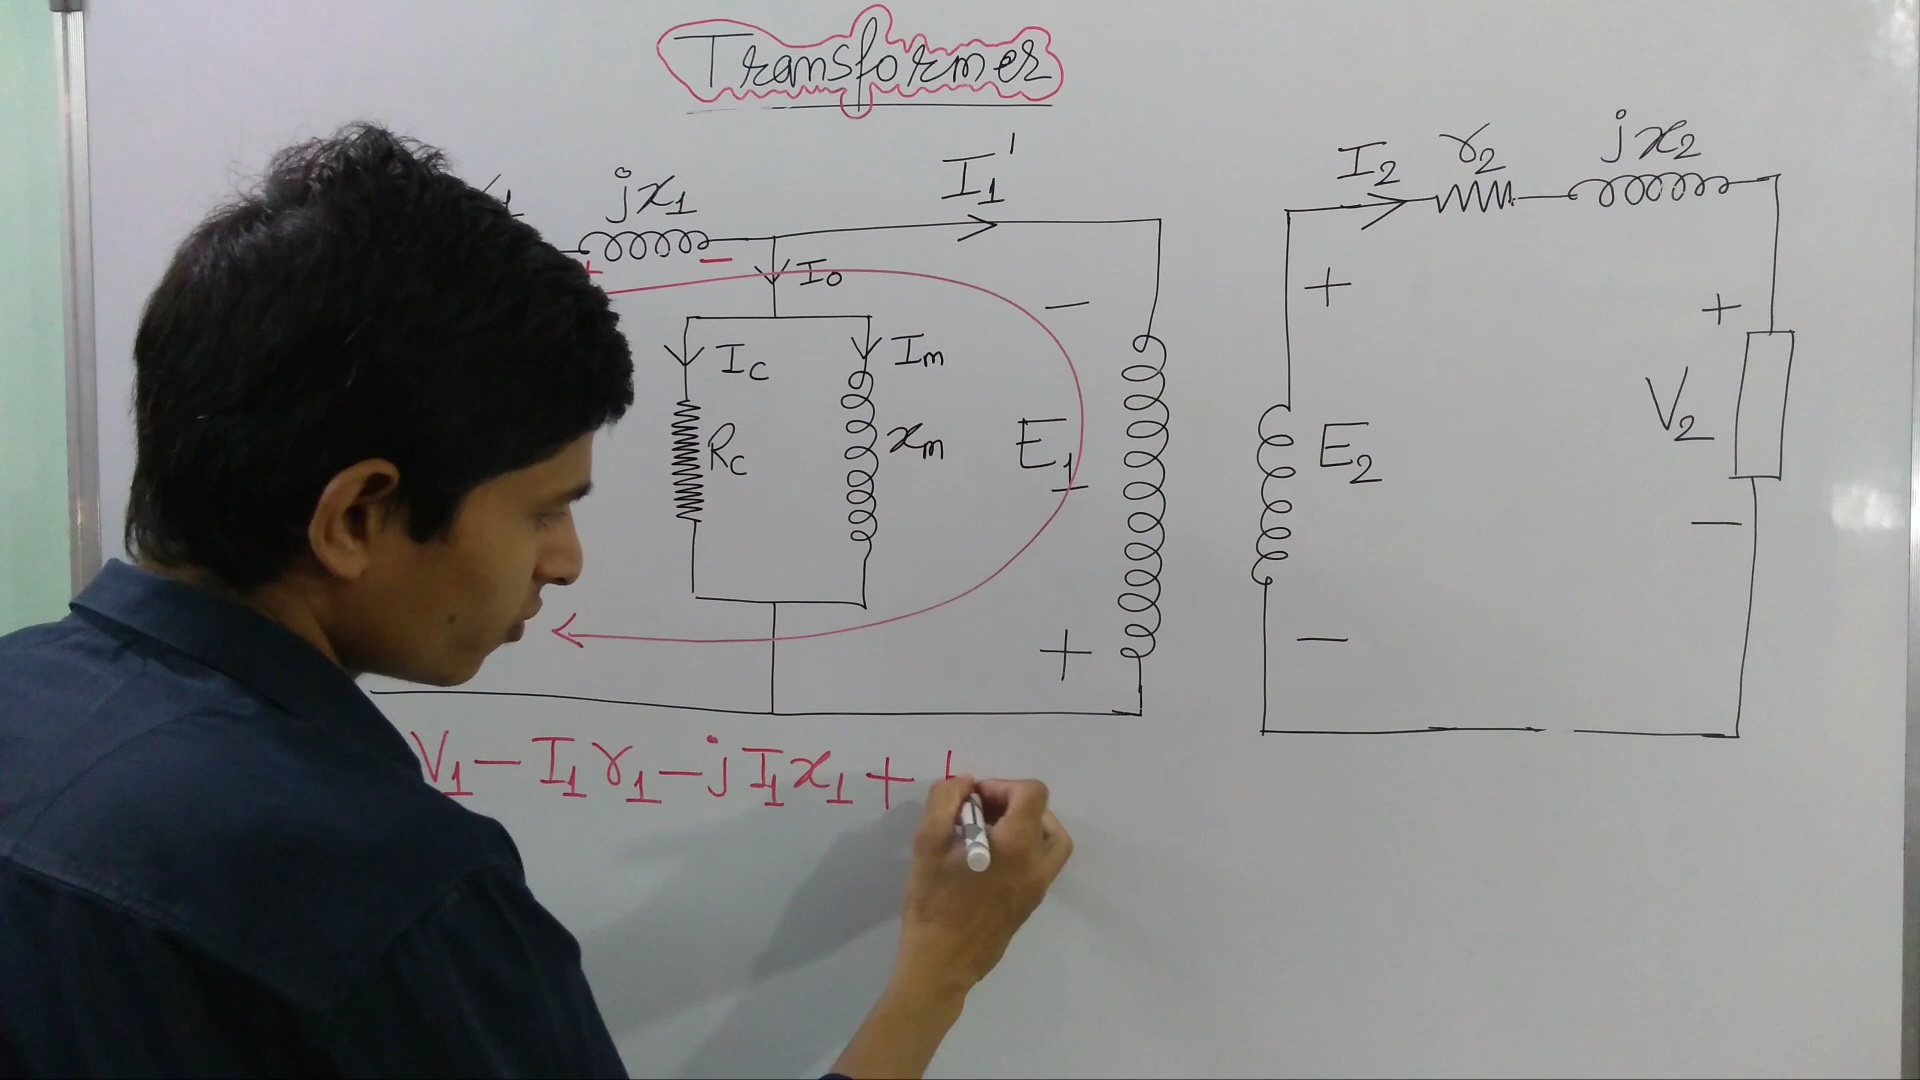 Transformer
jx1
I1'
I0
Ic
Im
Rc
xm
E1
I2
r2
jx2
E2
V2
+
−
V1 − I1r1 − jI1x1 +